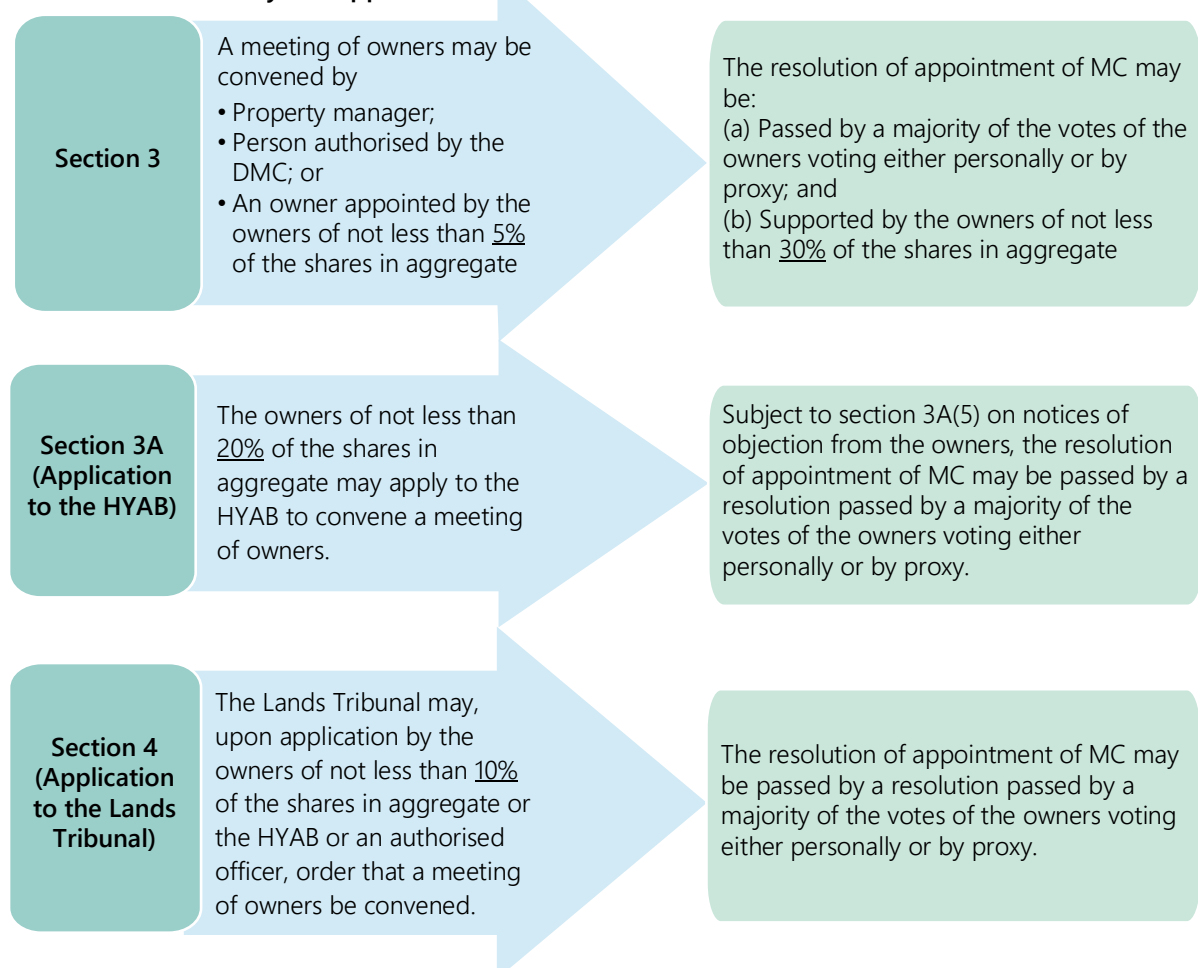 Section 3
A meeting of owners may be
convened by
• Property manager;
• Person authorised by the
DMC; or
• An owner appointed by the
owners of not less than 5%
of the shares in aggregate
The resolution of appointment of MC may
be:
(a) Passed by a majority of the votes of the
owners voting either personally or by
proxy; and
(b) Supported by the owners of not less
than 30% of the shares in aggregate
Section 3A
(Application
to the HYAB)
The owners of not less than
20% of the shares in
aggregate may apply to the
HYAB to convene a meeting
of owners.
Subject to section 3A(5) on notices of
objection from the owners, the resolution
of appointment of MC may be passed by a
resolution passed by a majority of the
votes of the owners voting either
personally or by proxy.
Section 4
(Application
to the Lands
Tribunal)
The Lands Tribunal may,
upon application by the
owners of not less than 10%
of the shares in aggregate or
the HYAB or an authorised
officer, order that a meeting
of owners be convened.
The resolution of appointment of MC may
be passed by a resolution passed by a
majority of the votes of the owners voting
either personally or by proxy.